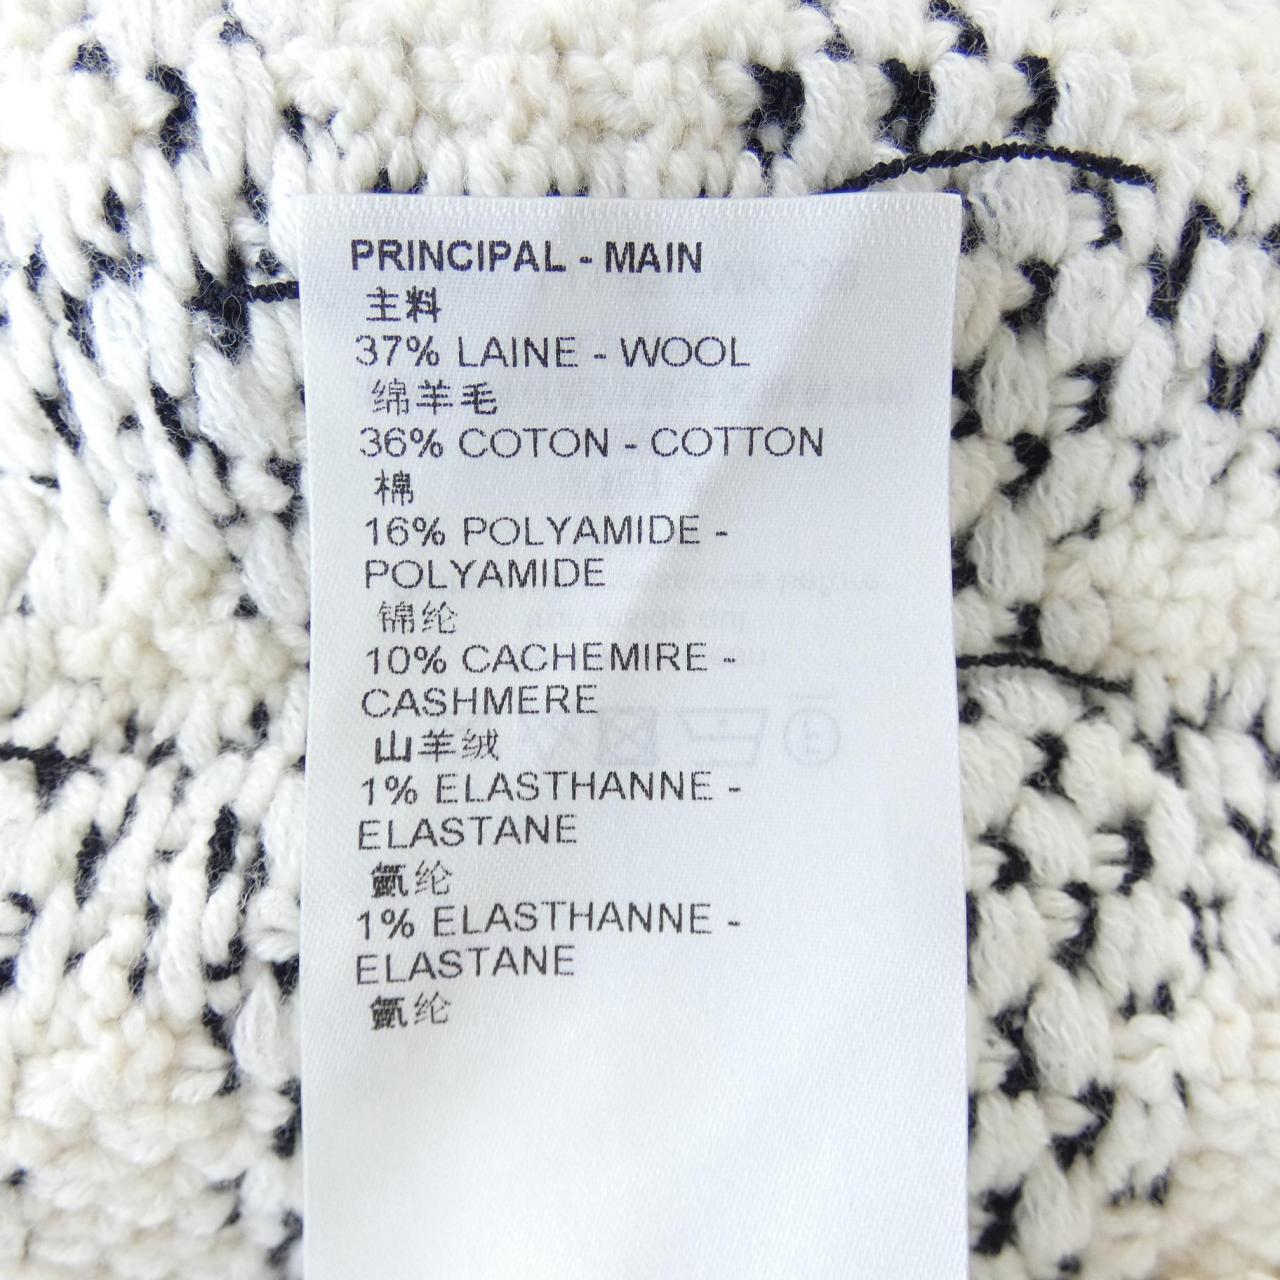 PRINCIPAL - MAIN
主料
37% LAINE - WOOL
绵羊毛
36% COTON - COTTON
棉
16% POLYAMIDE -
POLYAMIDE
锦纶
10% CACHEMIRE -
CASHMERE
山羊绒
1% ELASTHANNE -
ELASTANE
氨纶
1% ELASTHANNE -
ELASTANE
氨纶